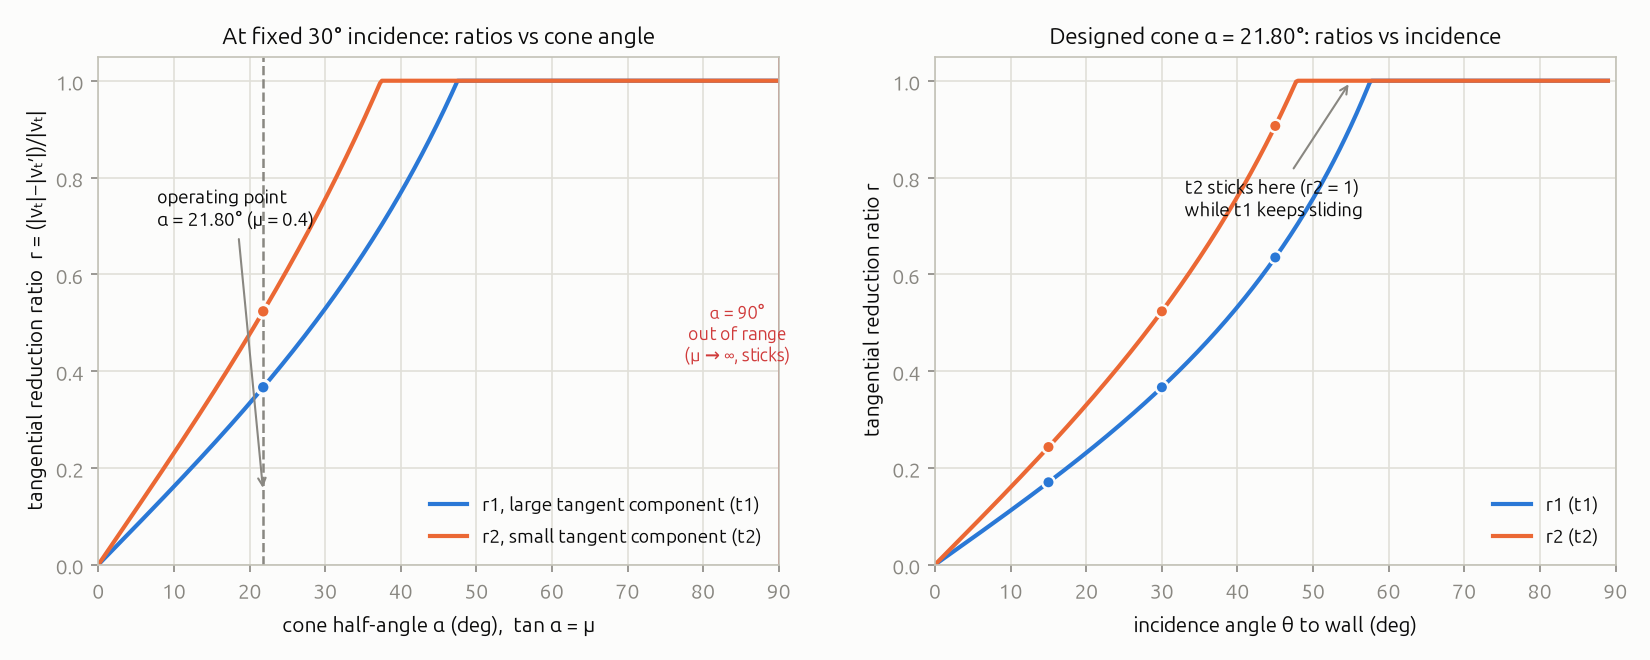 At fixed 30° incidence: ratios vs cone angle
tangential reduction ratio  r = (|vₜ|−|vₜ′|)/|vₜ|
1.0
0.8
0.6
0.4
0.2
0.0
operating point
α = 21.80° (μ = 0.4)
α = 90°
out of range
(μ → ∞, sticks)
r1, large tangent component (t1)
r2, small tangent component (t2)
0 10 20 30 40 50 60 70 80 90
cone half-angle α (deg),  tan α = μ
Designed cone α = 21.80°: ratios vs incidence
tangential reduction ratio r
1.0
0.8
0.6
0.4
0.2
0.0
t2 sticks here (r2 = 1)
while t1 keeps sliding
r1 (t1)
r2 (t2)
0 10 20 30 40 50 60 70 80 90
incidence angle θ to wall (deg)